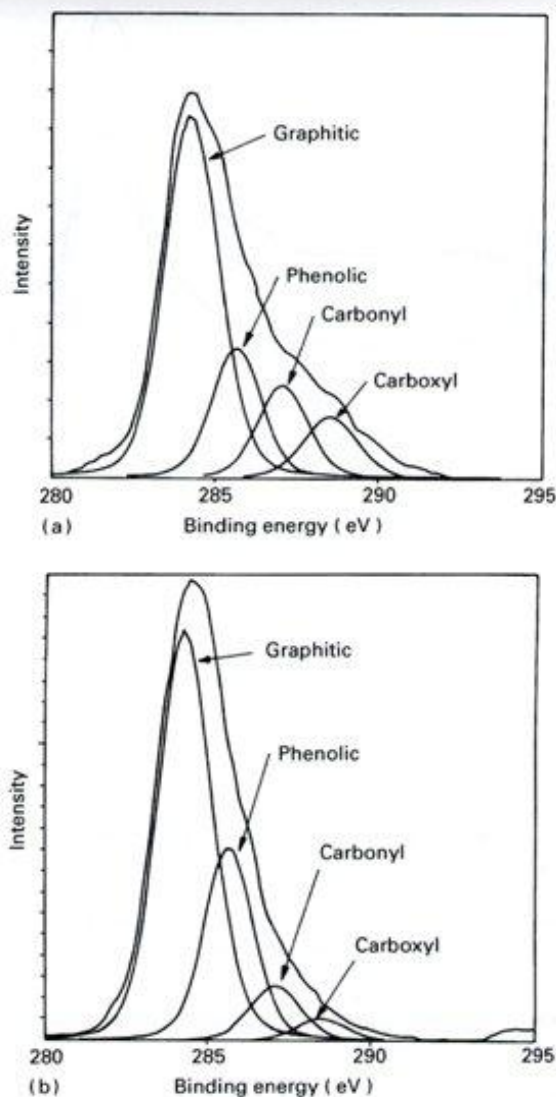 Intensity
Graphitic
Phenolic
Carbonyl
Carboxyl
280 285 290 295
(a) Binding energy ( eV )
Intensity
Graphitic
Phenolic
Carbonyl
Carboxyl
280 285 290 295
(b) Binding energy ( eV )